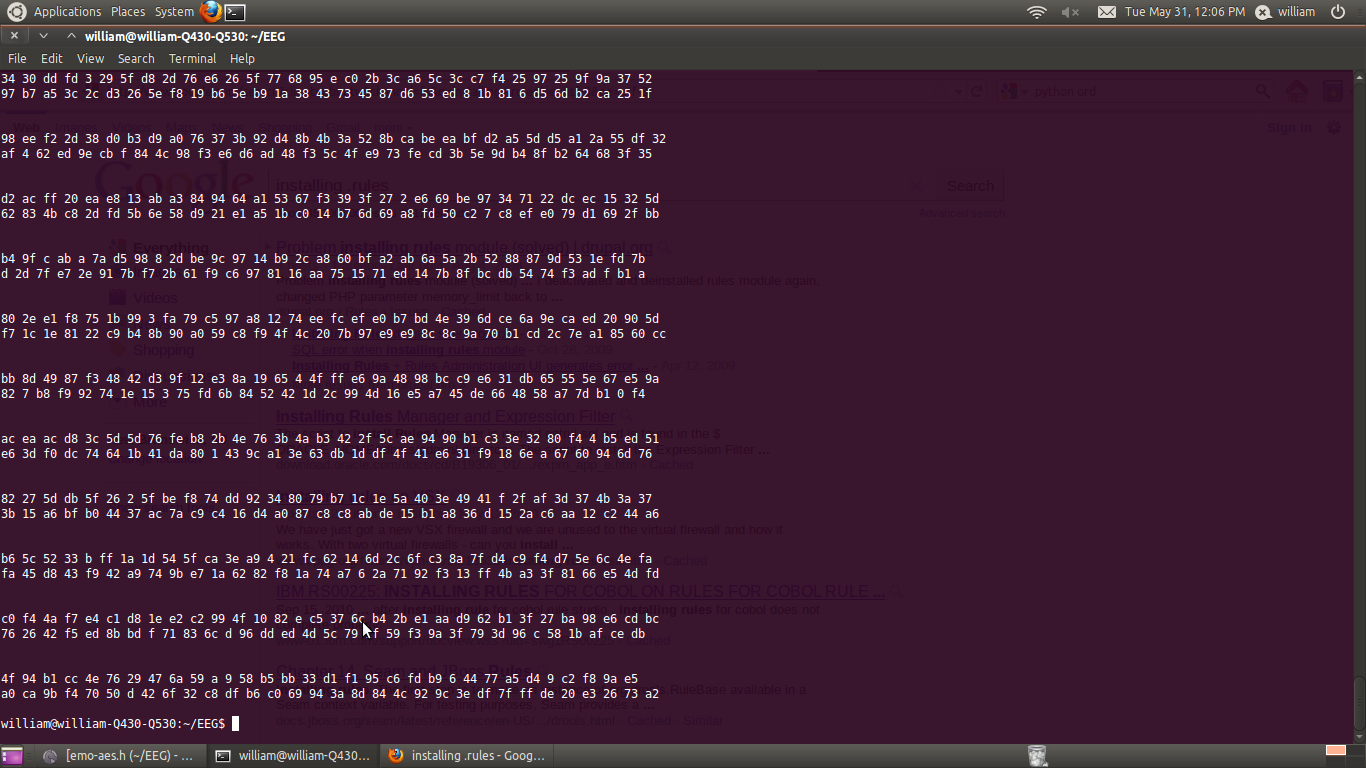 Applications Places System
Tue May 31, 12:06 PM william
william@william-Q430-Q530: ~/EEG
File Edit View Search Terminal Help
34 30 dd fd 3 29 5f d8 2d 76 e6 26 5f 77 68 95 e c0 2b 3c a6 5c 3c c7 f4 25 97 25 9f 9a 37 52
97 b7 a5 3c 2c d3 26 5e f8 19 b6 5e b9 1a 38 43 73 45 87 d6 53 ed 8 1b 81 6 d5 6d b2 ca 25 1f
98 ee f2 2d 38 d0 b3 d9 a0 76 37 3b 92 d4 8b 4b 3a 52 8b ca be ea bf d2 a5 5d d5 a1 2a 55 df 32
af 4 62 ed 9e cb f 84 4c 98 f3 e6 d6 ad 48 f3 5c 4f e9 73 fe cd 3b 5e 9d b4 8f b2 64 68 3f 35
d2 ac ff 20 ea e8 13 ab a3 84 94 64 a1 53 67 f3 39 3f 27 2 e6 69 be 97 34 71 22 dc ec 15 32 5d
62 83 4b c8 2d fd 5b 6e 58 d9 21 e1 a5 1b c0 14 b7 6d 69 a8 fd 50 c2 7 c8 ef e0 79 d1 69 2f bb
b4 9f c ab a 7a d5 98 8 2d be 9c 97 14 b9 2c a8 60 bf a2 ab 6a 5a 2b 52 88 87 9d 53 1e fd 7b
d 2d 7f e7 2e 91 7b f7 2b 61 f9 c6 97 81 16 aa 75 15 71 ed 14 7b 8f bc db 54 74 f3 ad f b1 a
80 2e e1 f8 75 1b 99 3 fa 79 c5 97 a8 12 74 ee fc ef e0 b7 bd 4e 39 6d ce 6a 9e ca ed 20 90 5d
f7 1c 1e 81 22 c9 b4 8b 90 a0 59 c8 f9 4f 4c 20 7b 97 e9 e9 8c 8c 9a 70 b1 cd 2c 7e a1 85 60 cc
bb 8d 49 87 f3 48 42 d3 9f 12 e3 8a 19 65 4 4f ff e6 9a 48 98 bc c9 e6 31 db 65 55 5e 67 e5 9a
82 7 b8 f9 92 74 1e 15 3 75 fd 6b 84 52 42 1d 2c 99 4d 16 e5 a7 45 de 66 48 58 a7 7d b1 0 f4
ac ea ac d8 3c 5d 5d 76 fe b8 2b 4e 76 3b 4a b3 42 2f 5c ae 94 90 b1 c3 3e 32 80 f4 4 b5 ed 51
e6 3d f0 dc 74 64 1b 41 da 80 1 43 9c a1 3e 63 db 1d df 4f 41 e6 31 f9 18 6e a 67 60 94 6d 76
82 27 5d db 5f 26 2 5f be f8 74 dd 92 34 80 79 b7 1c 1e 5a 40 3e 49 41 f 2f af 3d 37 4b 3a 37
3b 15 a6 bf b0 44 37 ac 7a c9 c4 16 d4 a0 87 c8 c8 ab de 15 b1 a8 36 d 15 2a c6 aa 12 c2 44 a6
b6 5c 52 33 b ff 1a 1d 54 5f ca 3e a9 4 21 fc 62 14 6d 2c 6f c3 8a 7f d4 c9 f4 d7 5e 6c 4e fa
fa 45 d8 43 f9 42 a9 74 9b e7 1a 62 82 f8 1a 74 a7 6 2a 71 92 f3 13 ff 4b a3 3f 81 66 e5 4d fd
c0 f4 4a f7 e4 c1 d8 1e e2 c2 99 4f 10 82 e c5 37 6c b4 2b e1 aa d9 62 b1 3f 27 ba 98 e6 cd bc
76 26 42 f5 ed 8b bd f 71 83 6c d 96 dd ed 4d 5c 79 f 59 f3 9a 3f 79 3d 96 c 58 1b af ce db
4f 94 b1 cc 4e 76 29 47 6a 59 a 9 58 b5 bb 33 d1 f1 95 c6 fd b9 6 44 77 a5 d4 9 c2 f8 9a e5
a0 ca 9b f4 70 50 d 42 6f 32 c8 df b6 c0 69 94 3a 8d 84 4c 92 9c 3e df 7f ff de 20 e3 26 73 a2
william@william-Q430-Q530:~/EEG$
[emo-aes.h (~/EEG) - ...
william@william-Q430...
installing .rules - Goog...